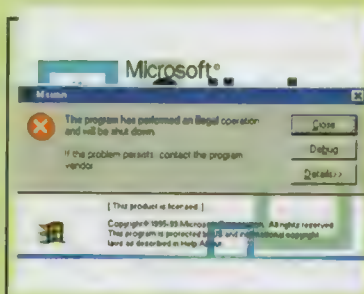 Microsoft®
The program has performed an illegal operation
and will be shut down.
If the problem persists, contact the program
vendor.
Close
Debug
Details>>
[ This product is licensed ]
Copyright© 1995-99 Microsoft Corporation. All rights reserved
This program is protected by US and international copyright
laws as described in Help About.